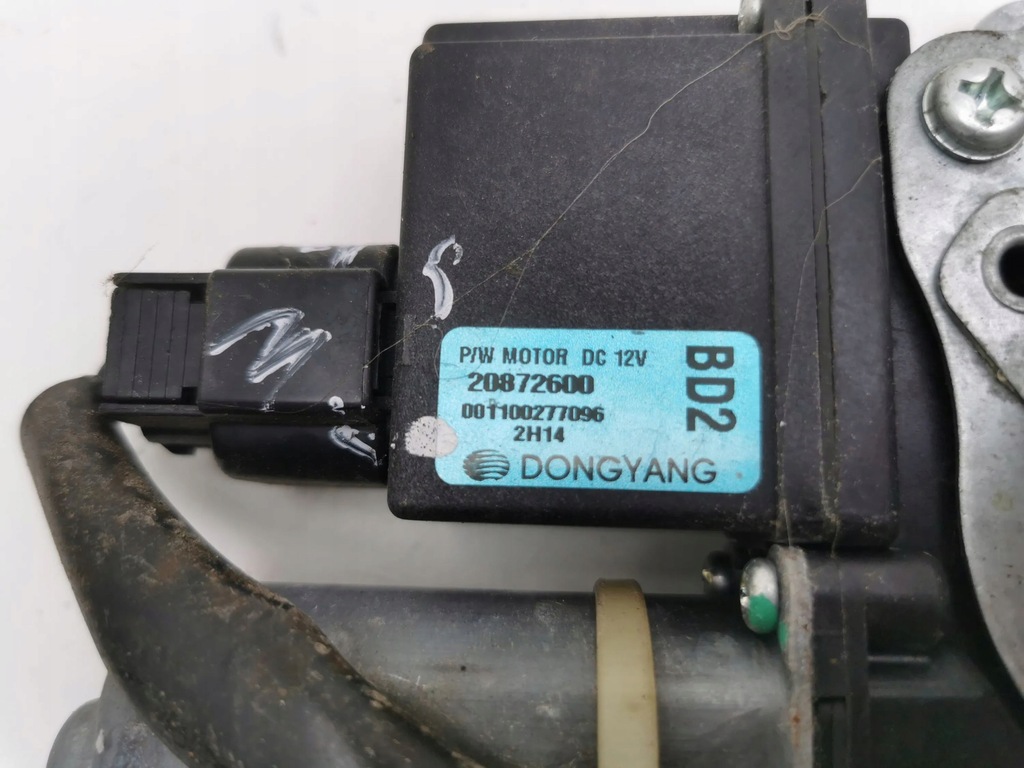 P/W MOTOR DC 12V
20872600
001100277096
2H14
DONGYANG
BD2